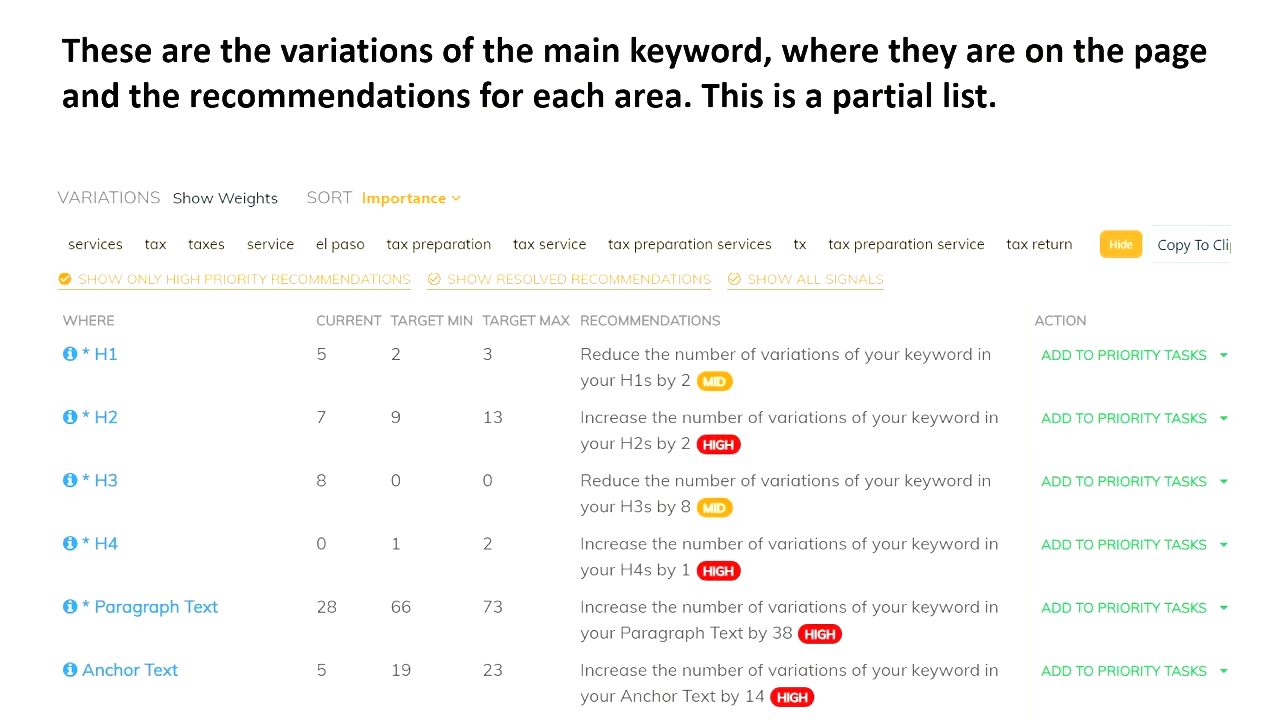 These are the variations of the main keyword, where they are on the page
and the recommendations for each area. This is a partial list.
VARIATIONS Show Weights SORT Importance
services tax taxes service el paso tax preparation tax service tax preparation services tx tax preparation service tax return Hide Copy To
SHOW ONLY HIGH PRIORITY RECOMMENDATIONS SHOW RESOLVED RECOMMENDATIONS SHOW ALL SIGNALS
WHERE CURRENT TARGET MIN TARGET MAX RECOMMENDATIONS ACTION
* H1 5 2 3 Reduce the number of variations of your keyword in ADD TO PRIORITY TASKS
your H1s by 2 MID
* H2 7 9 13 Increase the number of variations of your keyword in ADD TO PRIORITY TASKS
your H2s by 2 HIGH
* H3 8 0 0 Reduce the number of variations of your keyword in ADD TO PRIORITY TASKS
your H3s by 8 MID
* H4 0 1 2 Increase the number of variations of your keyword in ADD TO PRIORITY TASKS
your H4s by 1 HIGH
* Paragraph Text 28 66 73 Increase the number of variations of your keyword in ADD TO PRIORITY TASKS
your Paragraph Text by 38 HIGH
Anchor Text 5 19 23 Increase the number of variations of your keyword in ADD TO PRIORITY TASKS
your Anchor Text by 14 HIGH